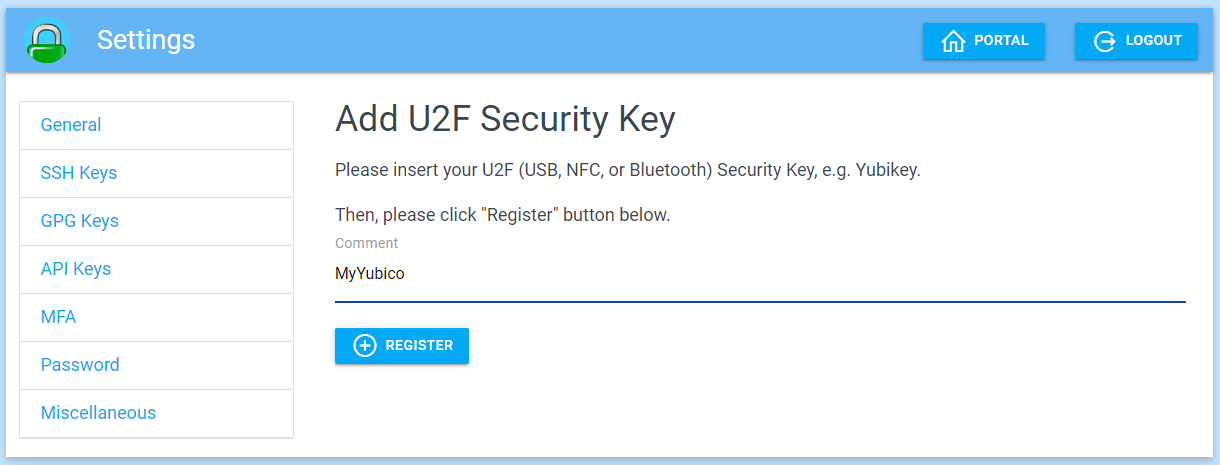 Settings
PORTAL
LOGOUT
General
SSH Keys
GPG Keys
API Keys
MFA
Password
Miscellaneous
Add U2F Security Key
Please insert your U2F (USB, NFC, or Bluetooth) Security Key, e.g. Yubikey.
Then, please click "Register" button below.
Comment
MyYubico
REGISTER